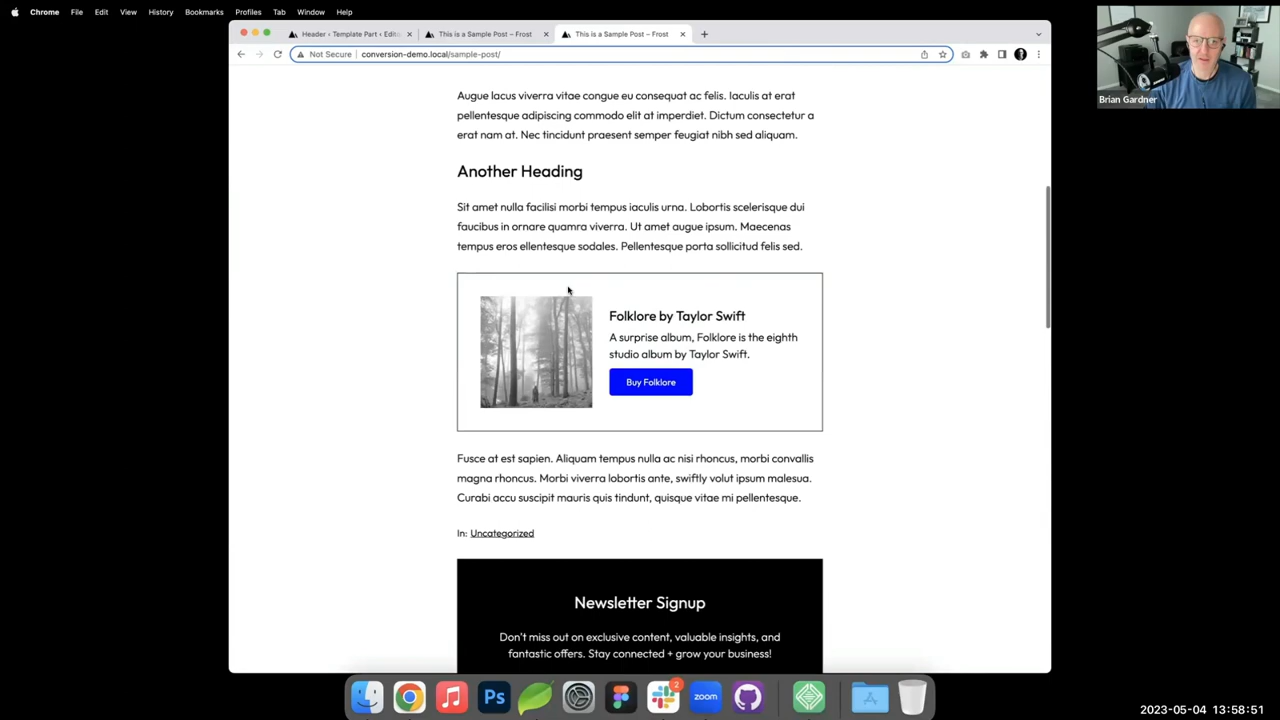 Chrome File Edit View History Bookmarks Profiles Tab Window Help
Header ‹ Template Part ‹ Edito
This is a Sample Post – Frost
This is a Sample Post – Frost
Not Secure conversion-demo.local/sample-post/
Brian Gardner
Augue lacus viverra vitae congue eu consequat ac felis. Iaculis at erat
pellentesque adipiscing commodo elit at imperdiet. Dictum consectetur a
erat nam at. Nec tincidunt praesent semper feugiat nibh sed aliquam.
Another Heading
Sit amet nulla facilisi morbi tempus iaculis urna. Lobortis scelerisque dui
faucibus in ornare quamra viverra. Ut amet augue ipsum. Maecenas
tempus eros ellentesque sodales. Pellentesque porta sollicitud felis sed.
Folklore by Taylor Swift
A surprise album, Folklore is the eighth
studio album by Taylor Swift.
Buy Folklore
Fusce at est sapien. Aliquam tempus nulla ac nisi rhoncus, morbi convallis
magna rhoncus. Morbi viverra lobortis ante, swiftly volut ipsum malesua.
Curabi accu suscipit mauris quis tindunt, quisque vitae mi pellentesque.
In: Uncategorized
Newsletter Signup
Don't miss out on exclusive content, valuable insights, and
fantastic offers. Stay connected + grow your business!
Ps
2
zoom
2023-05-04 13:58:51